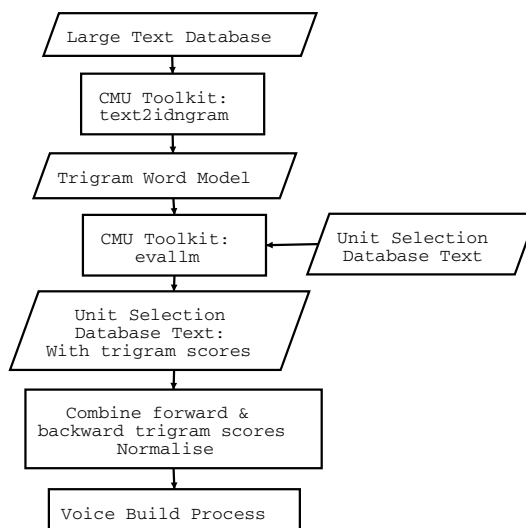 Large Text Database
CMU Toolkit:
text2idngram
Trigram Word Model
CMU Toolkit:
evallm
Unit Selection
Database Text
Unit Selection
Database Text:
With trigram scores
Combine forward &
backward trigram scores
Normalise
Voice Build Process